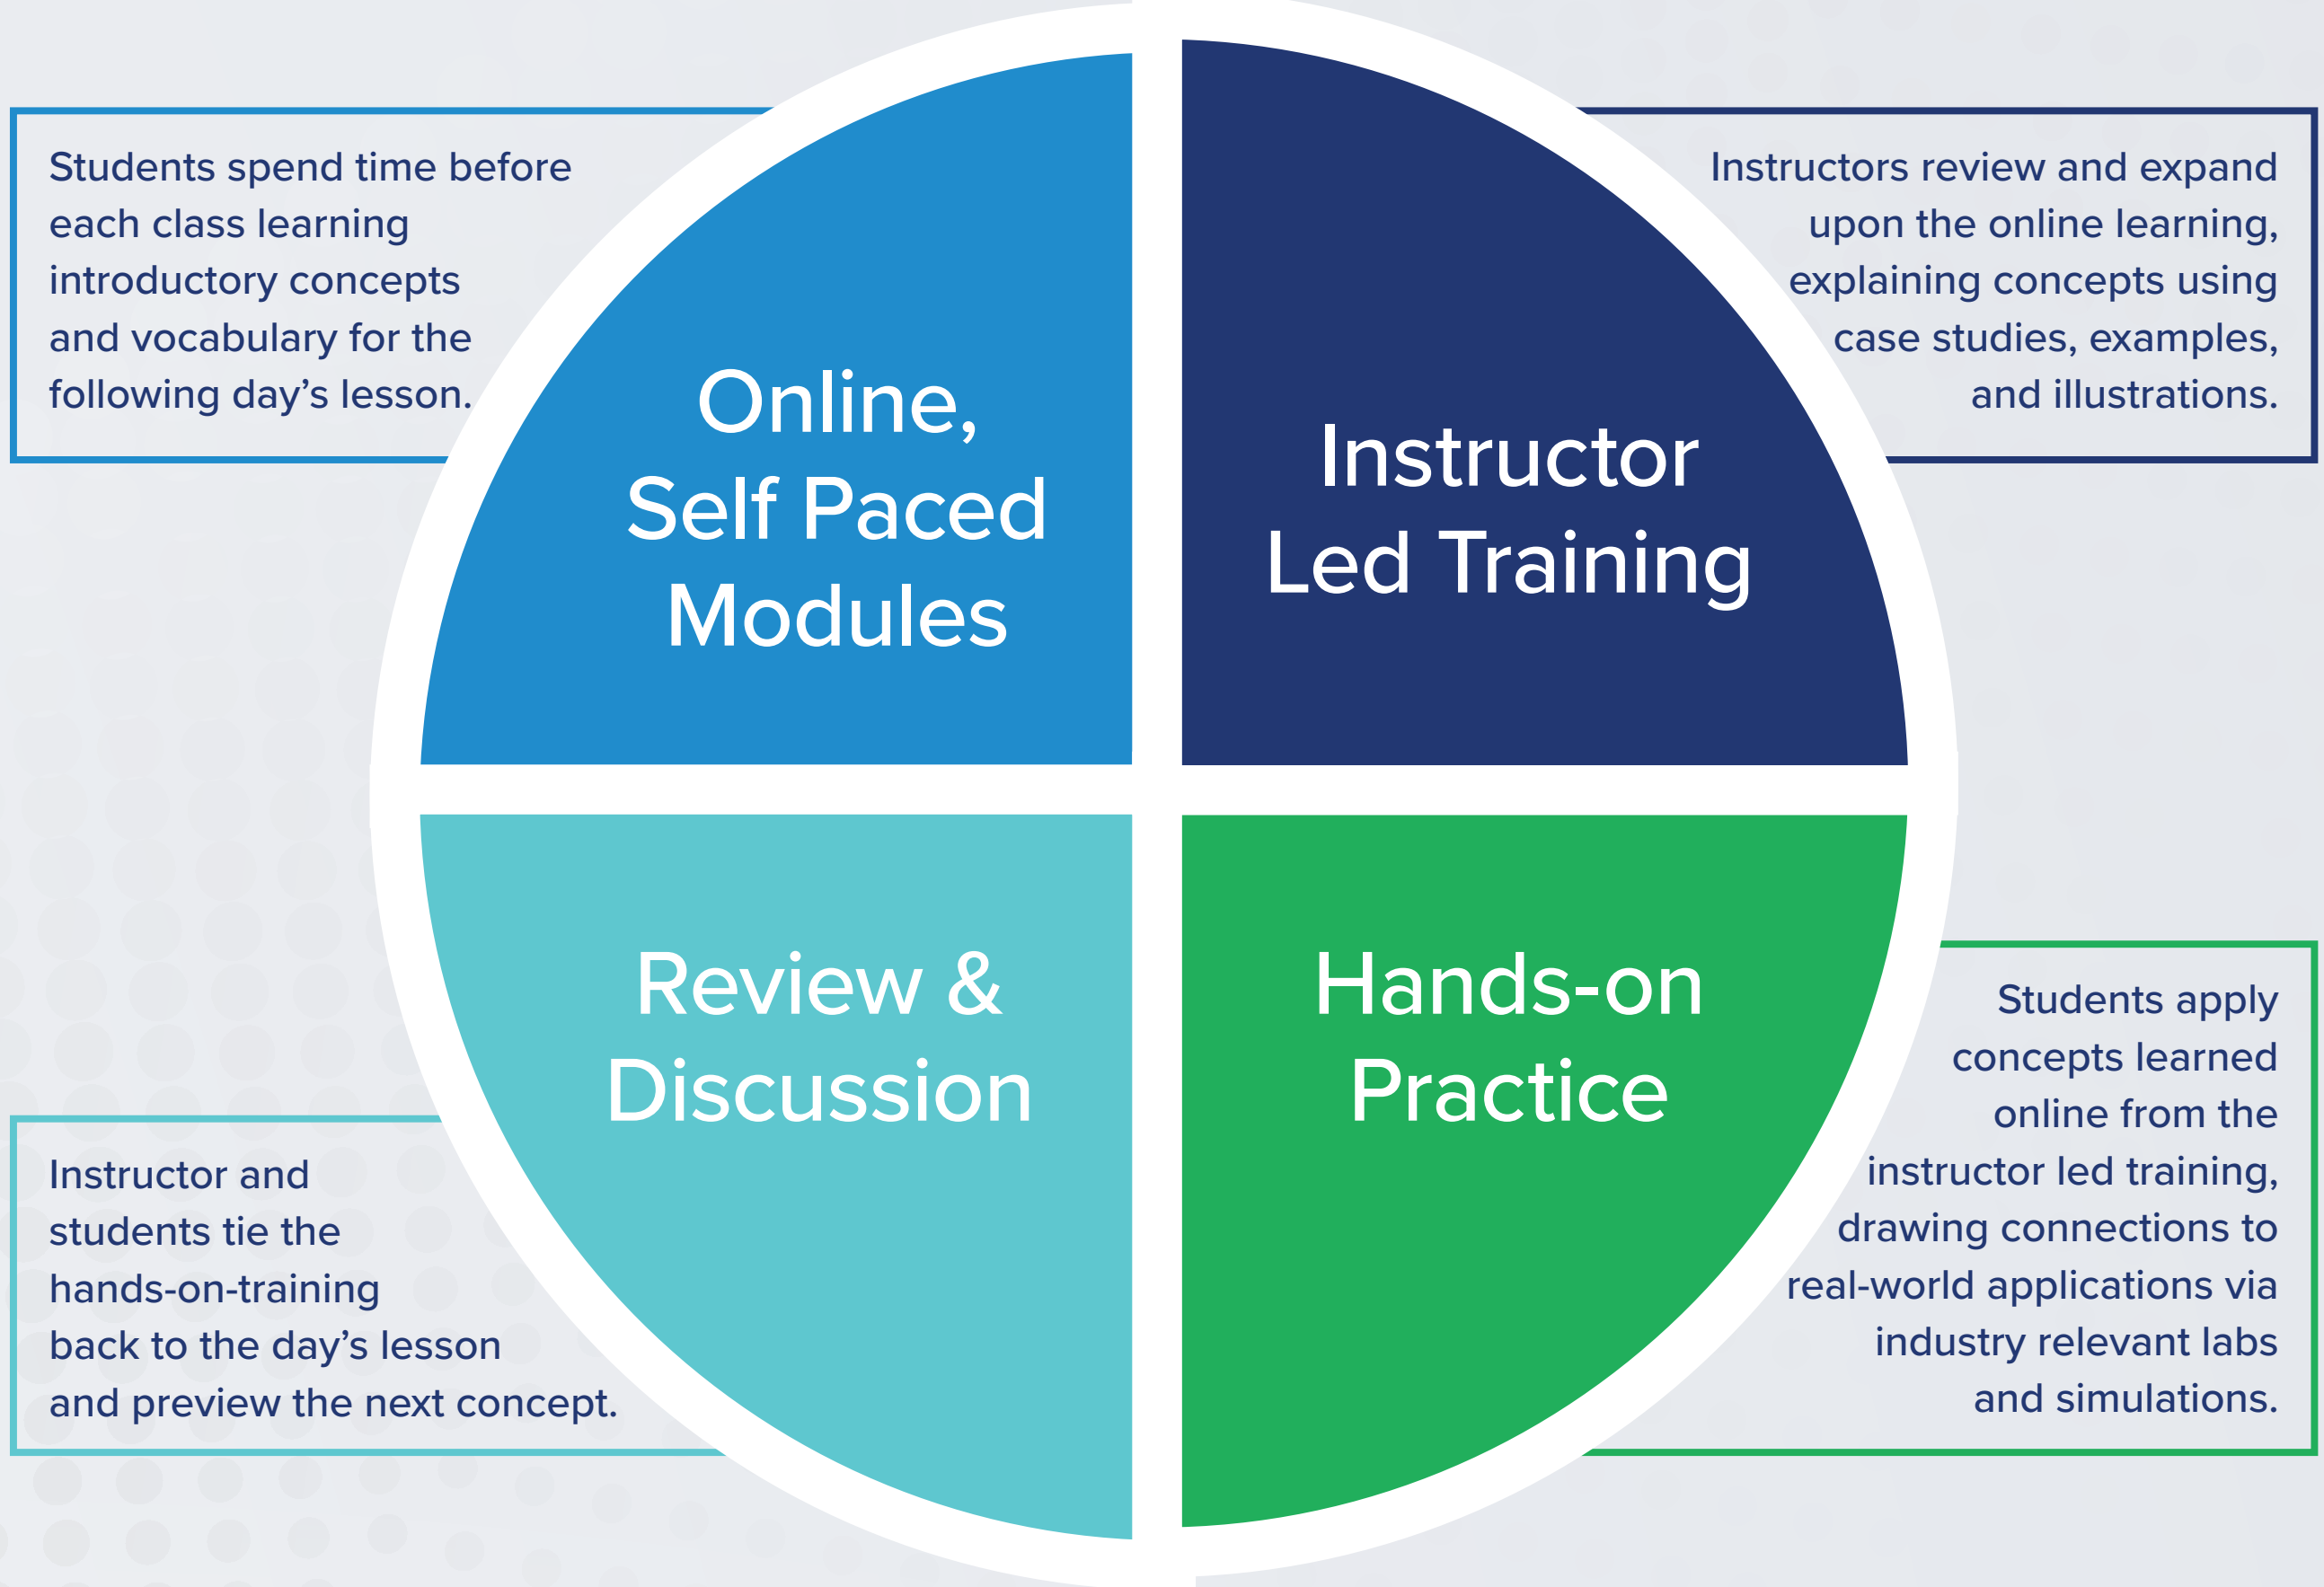 Students spend time before
each class learning
introductory concepts
and vocabulary for the
following day’s lesson.
Online,
Self Paced
Modules
Instructor
Led Training
Instructors review and expand
upon the online learning,
explaining concepts using
case studies, examples,
and illustrations.
Review &
Discussion
Instructor and
students tie the
hands-on-training
back to the day’s lesson
and preview the next concept.
Hands-on
Practice
Students apply
concepts learned
online from the
instructor led training,
drawing connections to
real-world applications via
industry relevant labs
and simulations.